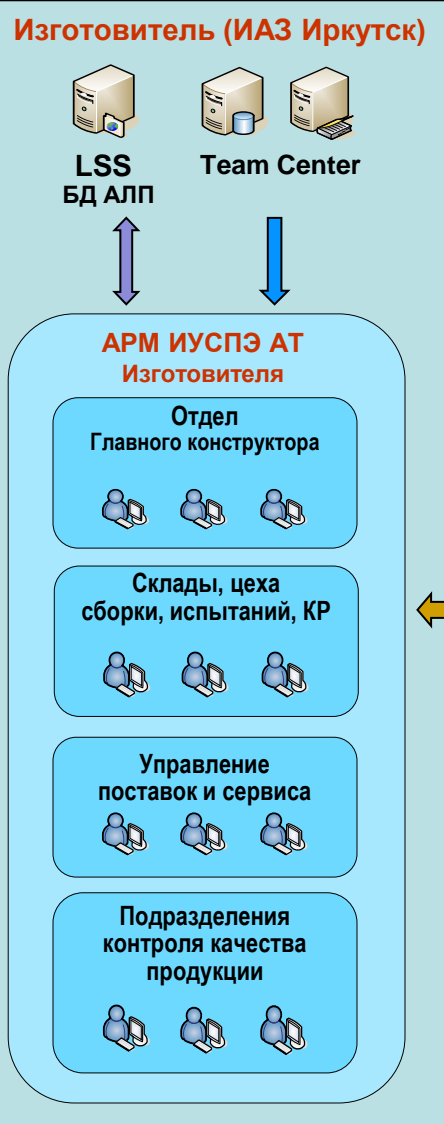 Изготовитель (ИАЗ Иркутск)
LSS
БД АЛП
Team Center
АРМ ИУСПЭ АТ
Изготовителя
Отдел
Главного конструктора
Склады, цеха
сборки, испытаний, КР
Управление
поставок и сервиса
Подразделения
контроля качества
продукции